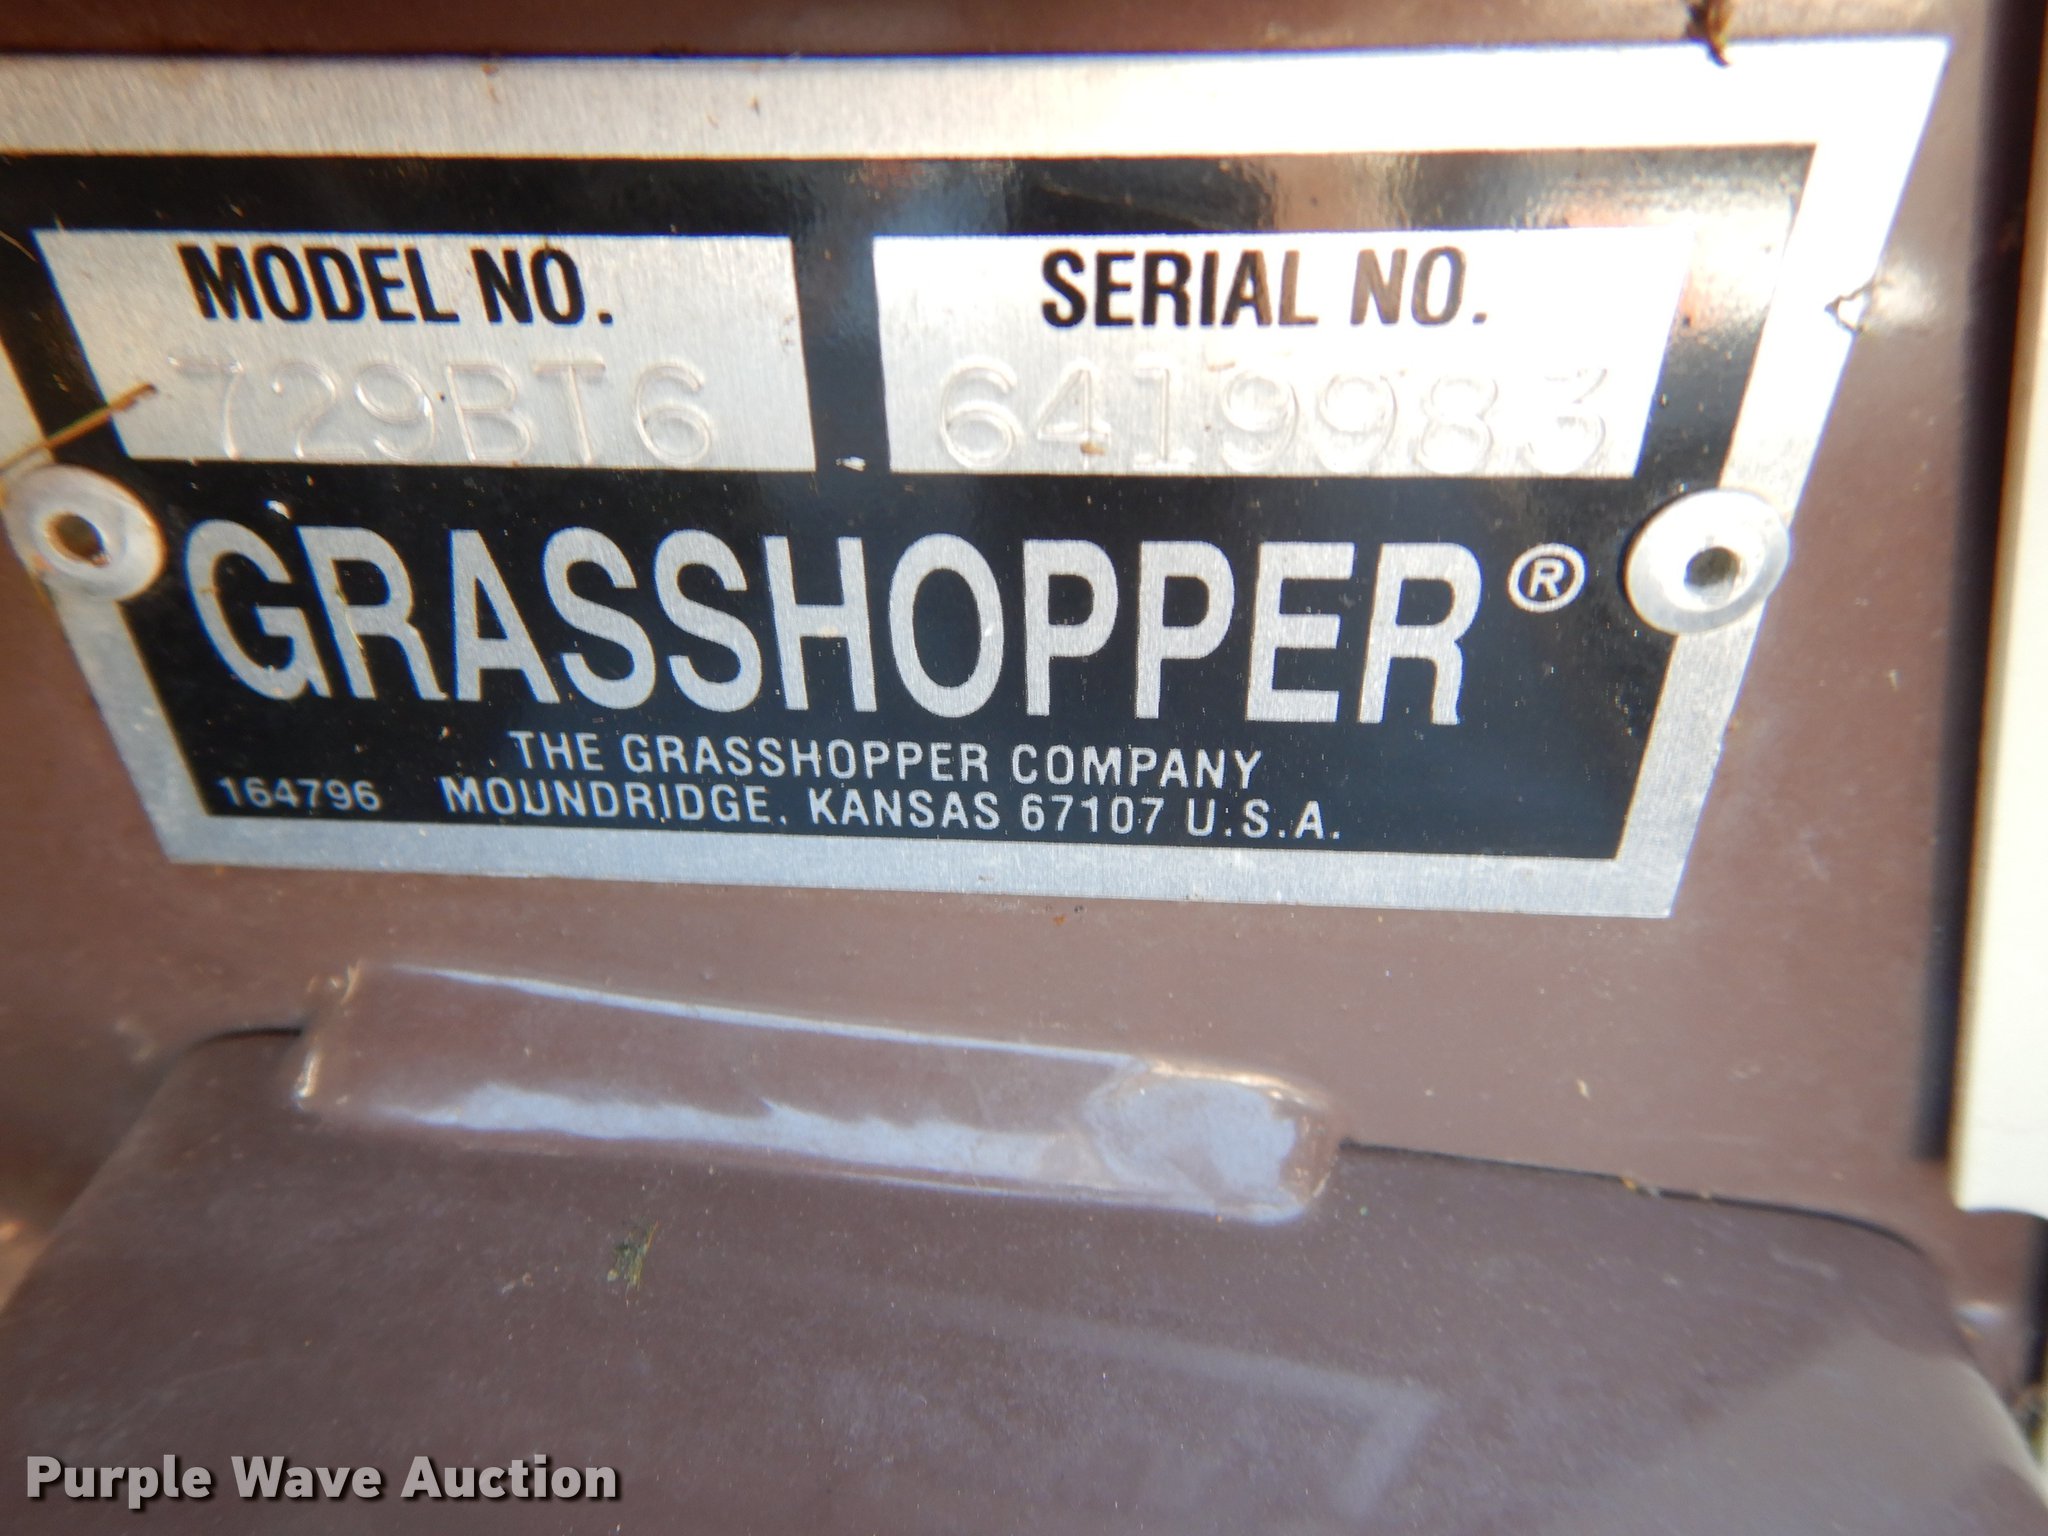 MODEL NO. SERIAL NO.
729BT6 6419983
GRASSHOPPER®
THE GRASSHOPPER COMPANY
164796 MOUNDRIDGE, KANSAS 67107 U.S.A.
Purple Wave Auction